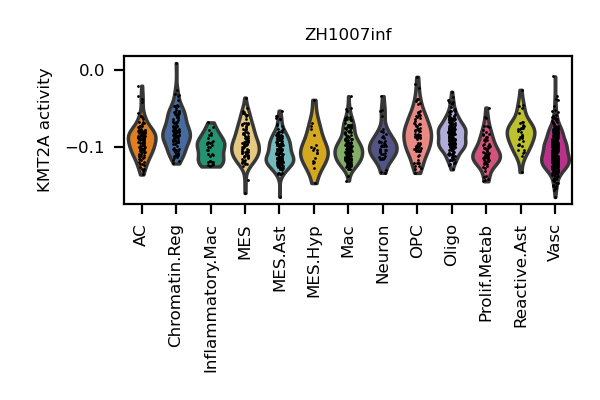 ZH1007inf
KMT2A activity
0.0
−0.1
AC
Chromatin.Reg
Inflammatory.Mac
MES
MES.Ast
MES.Hyp
Mac
Neuron
OPC
Oligo
Prolif.Metab
Reactive.Ast
Vasc